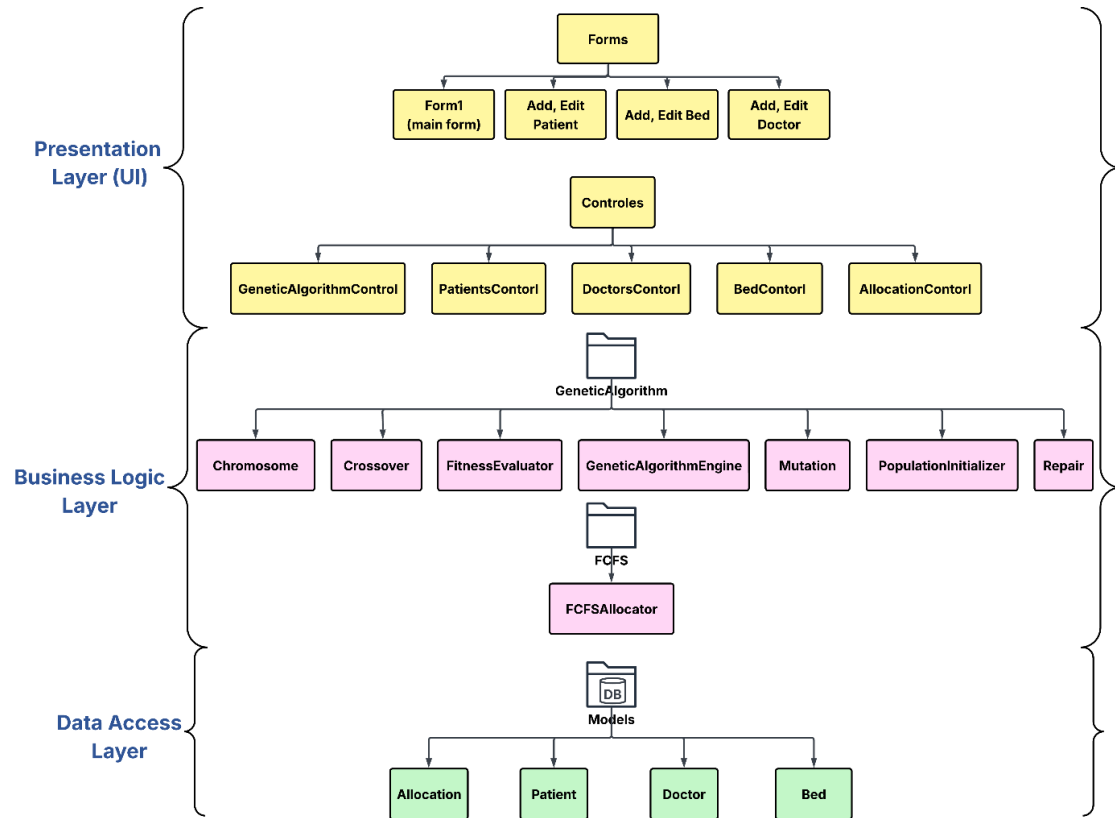 Forms
Form1
(main form)
Add, Edit
Patient
Add, Edit Bed
Add, Edit
Doctor
Presentation
Layer (UI)
Controles
GeneticAlgorithmControl
PatientsContorl
DoctorsContorl
BedContorl
AllocationContorl
GeneticAlgorithm
Chromosome
Crossover
FitnessEvaluator
GeneticAlgorithmEngine
Mutation
PopulationInitializer
Repair
Business Logic
Layer
FCFS
FCFSAllocator
DB
Models
Data Access
Layer
Allocation
Patient
Doctor
Bed